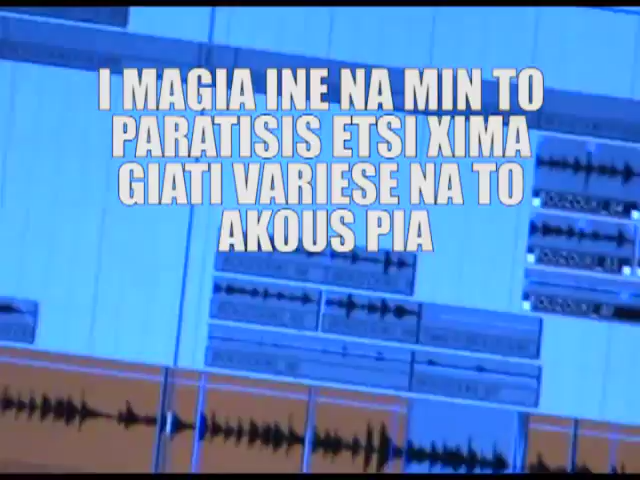 I MAGIA INE NA MIN TO
PARATISIS ETSI XIMA
GIATI VARIESE NA TO
AKOUS PIA